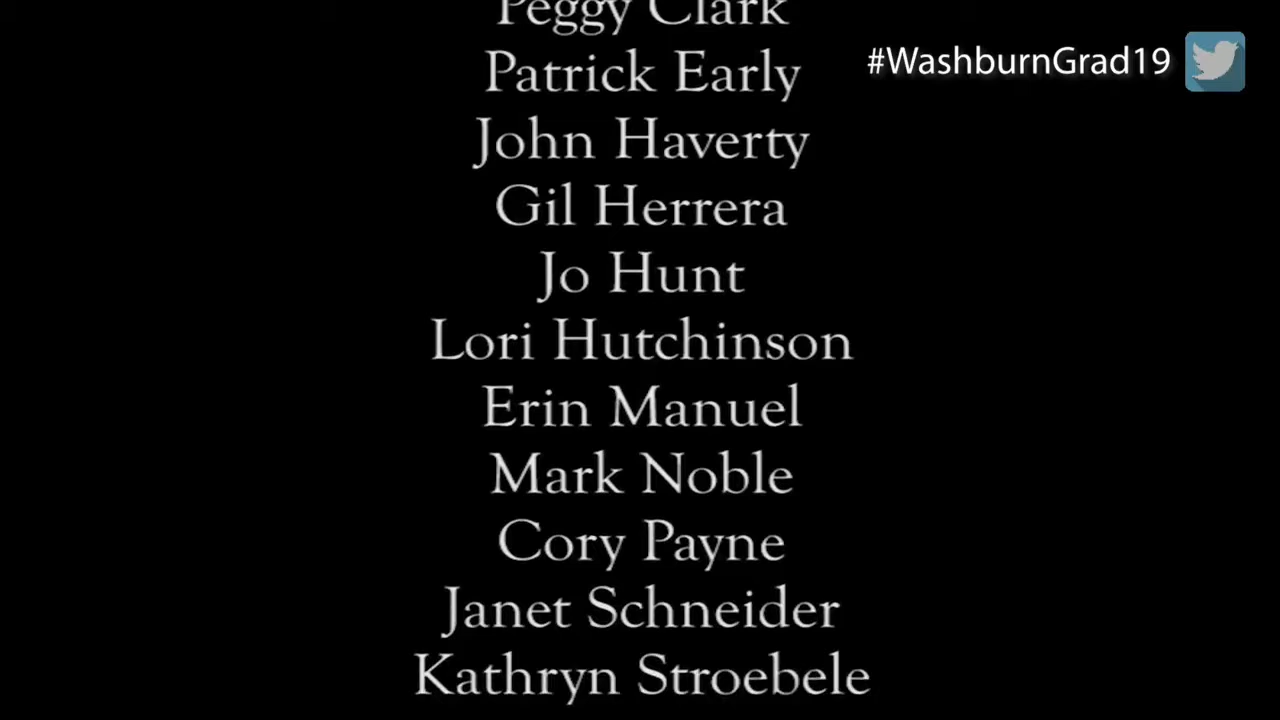 Peggy Clark
#WashburnGrad19
Patrick Early
John Haverty
Gil Herrera
Jo Hunt
Lori Hutchinson
Erin Manuel
Mark Noble
Cory Payne
Janet Schneider
Kathryn Stroebele